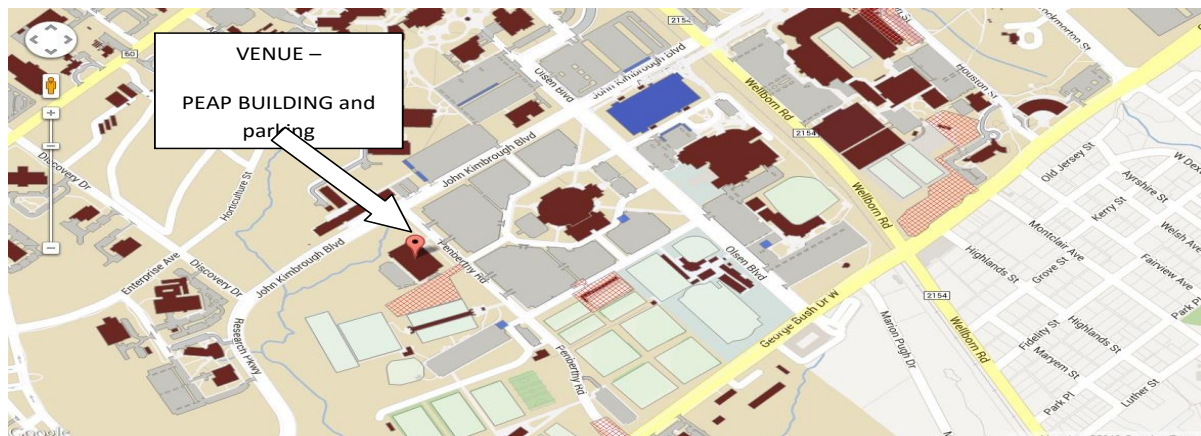 VENUE –
PEAP BUILDING and
parking
60
2154
Olsen Blvd
John Kimbrough Blvd
Wellborn Rd
Houston St
2154
John Kimbrough Blvd
Discovery Dr
Horticulture St
Old Jersey St
W Dex
Ayrshire St
Kerry St
Welsh Ave
Wellborn Rd
Montclair Ave
Fairview Ave
Highlands St
Grove St
Park Pl
Penberthy Rd
Olsen Blvd
Enterprise Ave
Discovery Dr
John Kimbrough Blvd
2154
George Bush Dr W
Research Pkwy
Marion Pugh Dr
Wellborn Rd
Fidelity St
Highlands St
Maryem St
Luther St
Penberthy Rd
Park Pl
Google